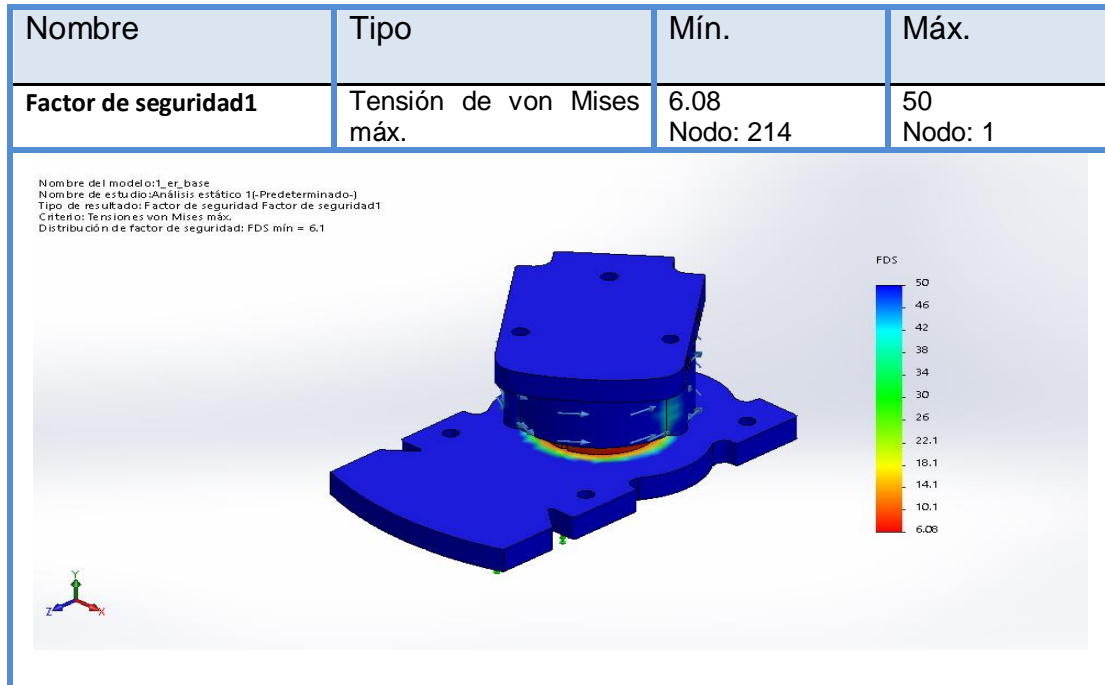 Nombre Tipo Mín. Máx.
Factor de seguridad1 Tensión de von Mises 6.08 50
máx. Nodo: 214 Nodo: 1
Nombre del modelo:1_er_base
Nombre de estudio:Análisis estático 1(-Predeterminado-)
Tipo de resultado: Factor de seguridad Factor de seguridad1
Criterio: Tensiones von Mises máx.
Distribución de factor de seguridad: FDS mín = 6.1
FDS
50
46
42
38
34
30
26
22.1
18.1
14.1
10.1
6.08
Y
Z X